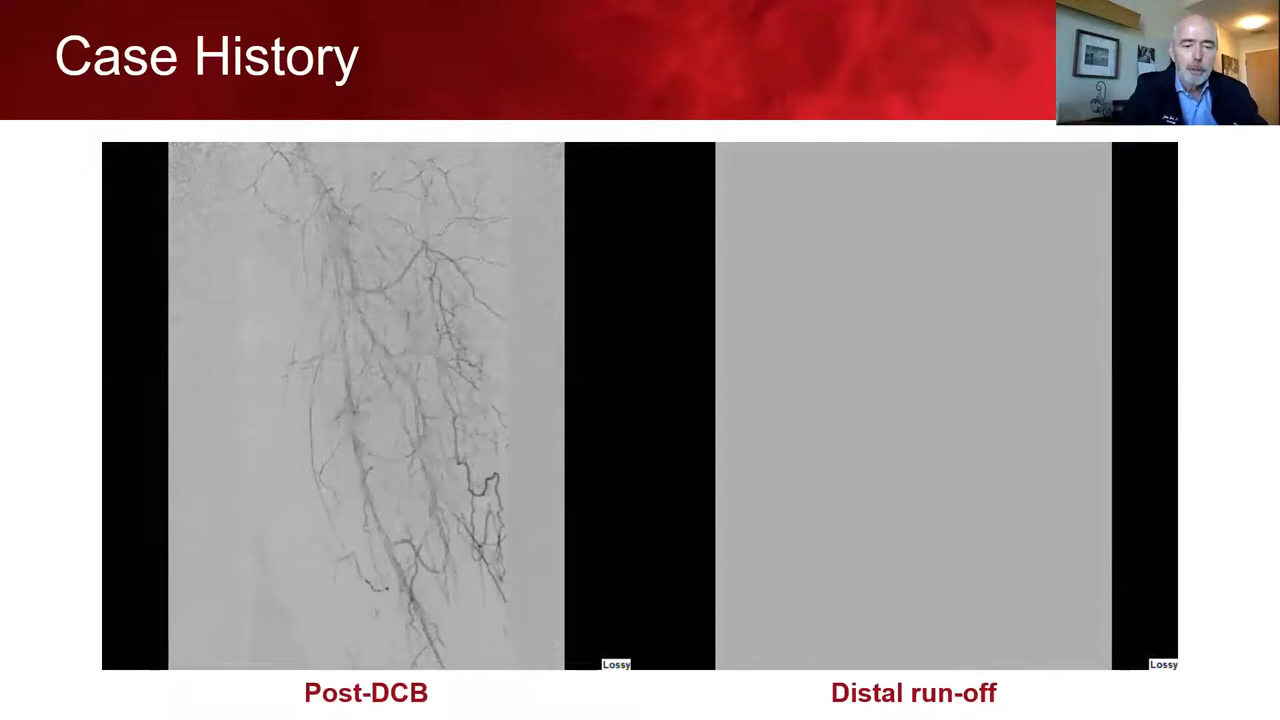 Case History
Lossy
Lossy
Post-DCB
Distal run-off